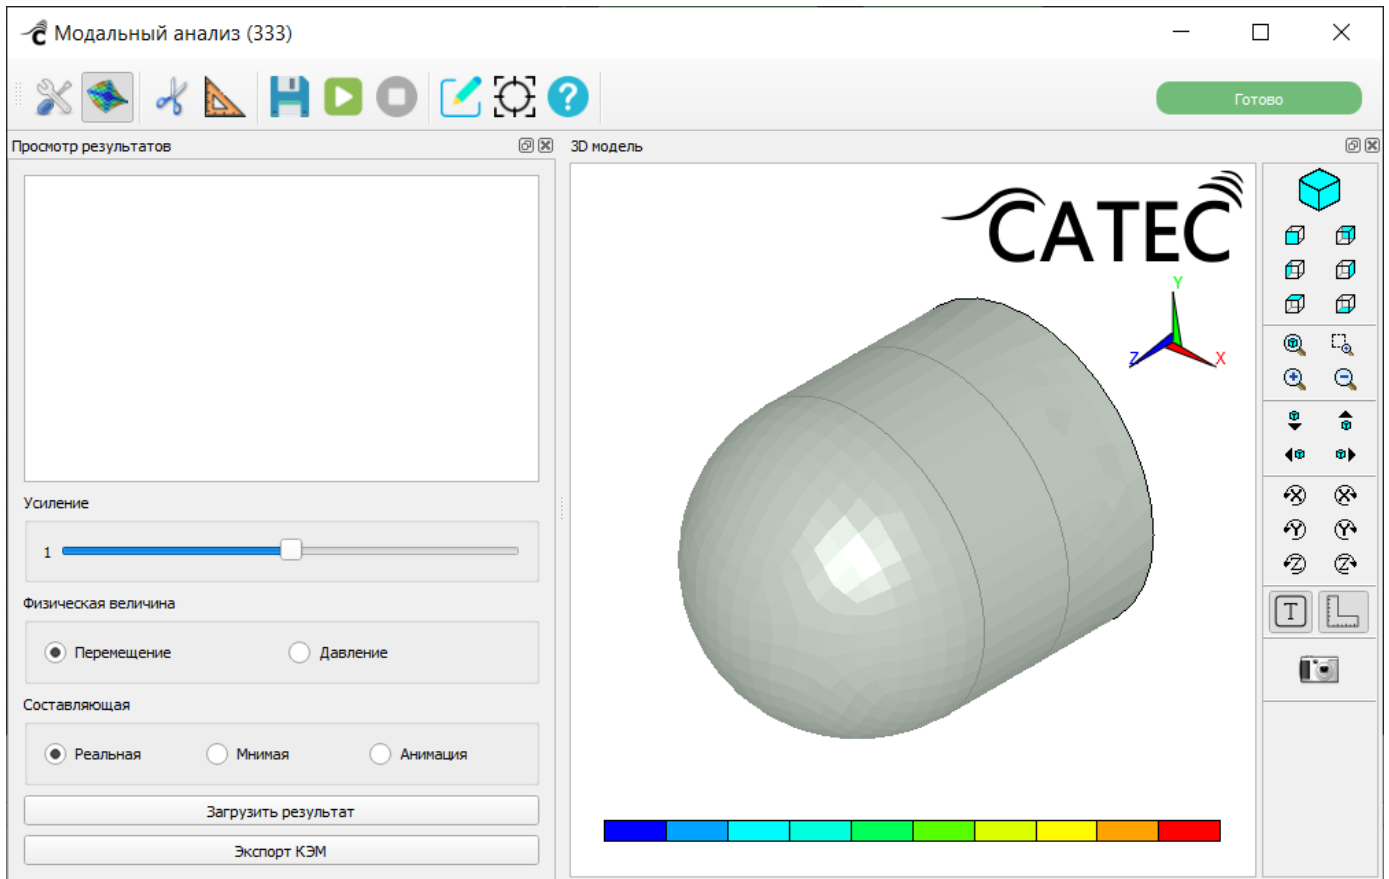 Модальный анализ (333)
Готово
Просмотр результатов
3D модель
CATEC
Y
Z
X
Усиление
1
Физическая величина
Перемещение
Давление
Составляющая
Реальная
Мнимая
Анимация
Загрузить результат
Экспорт КЭМ
X
X
Y
Y
Z
Z
T